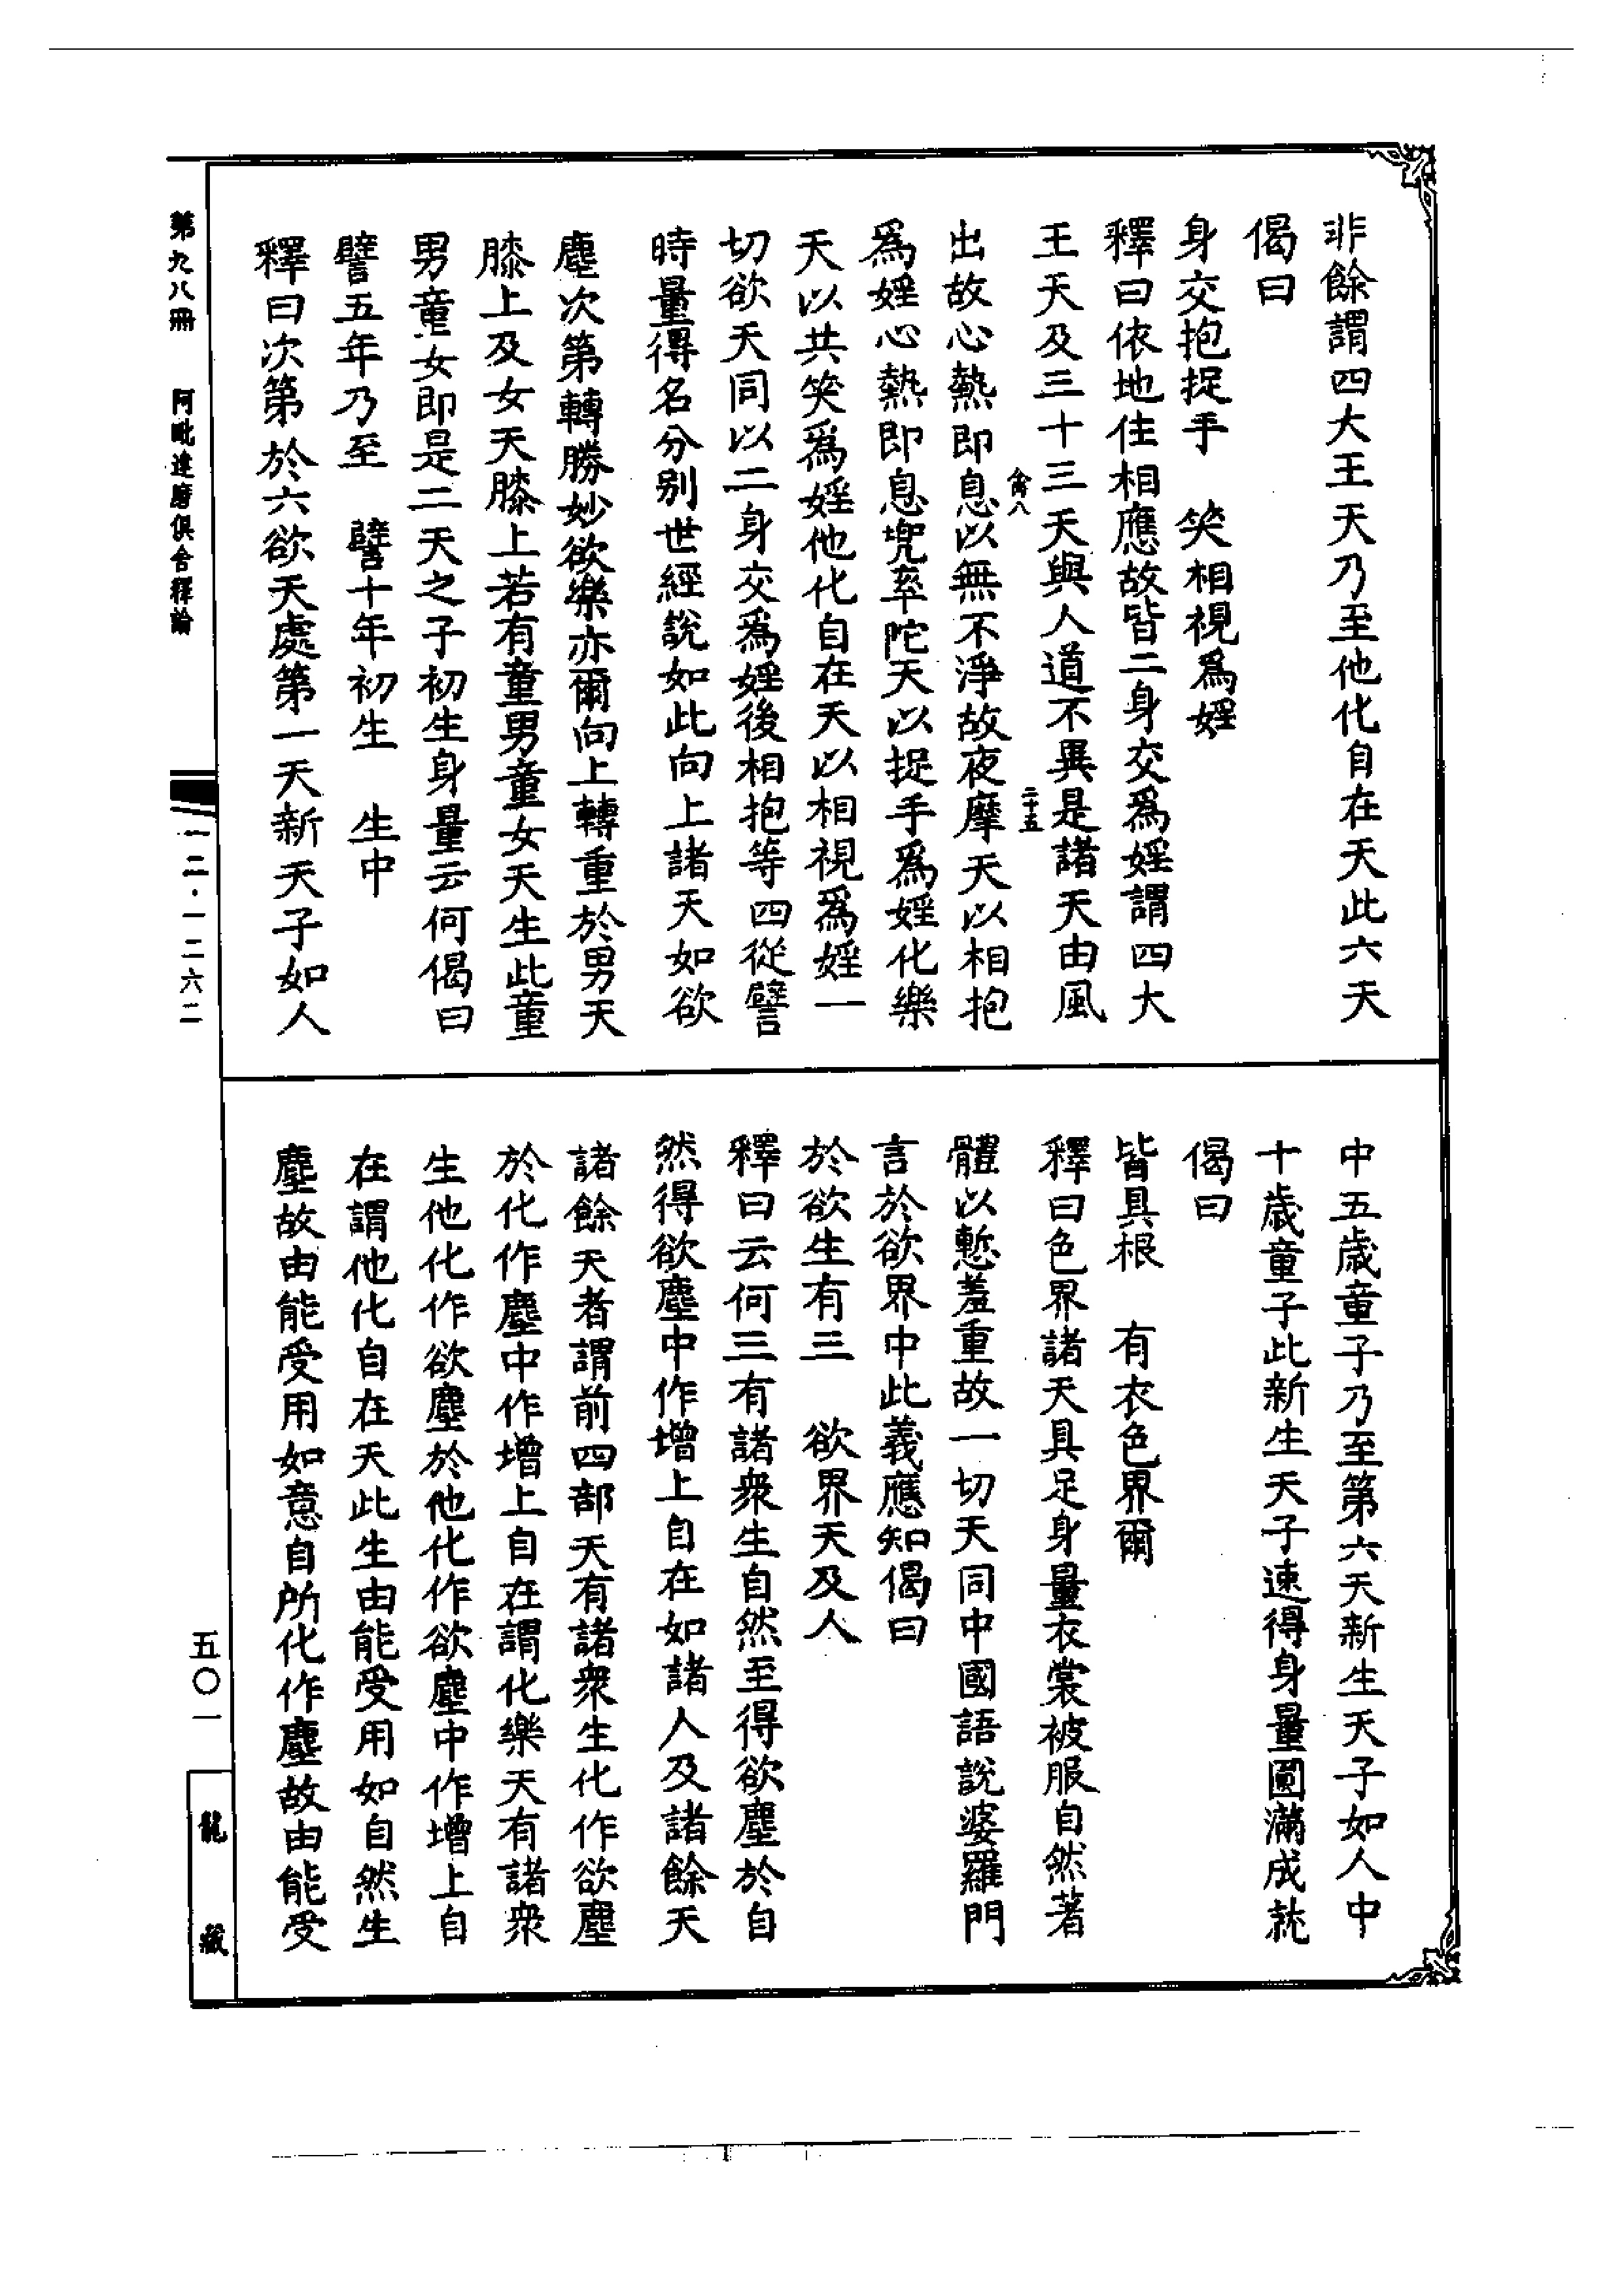 非餘謂四大王天乃至他化自在天此六天
偈曰
身交抱捉手　笑相視爲婬
釋曰依地住相應故皆二身交爲婬謂四大
王天及三十三天與人道不異是諸天由風
禽八　二十五
出故心熱即息以無不淨故夜摩天以相抱
爲婬心熱即息兜率陀天以捉手爲婬化樂
天以共笑爲婬他化自在天以相視爲婬一
切欲天同以二身交爲婬後相抱等四從譬
時量得名分别世經說如此向上諸天如欲
塵次第轉勝妙欲樂亦爾向上轉重於男天
膝上及女天膝上若有童男童女天生此童
男童女即是二天之子初生身量云何偈曰
譬五年乃至　譬十年初生　生中
釋曰次第於六欲天處第一天新天子如人
中五歳童子乃至第六天新生天子如人中
十歳童子此新生天子速得身量圓滿成就
偈曰
皆具根　有衣色界爾
釋曰色界諸天具足身量衣裳被服自然著
體以慙羞重故一切天同中國語說婆羅門
言於欲界中此義應知偈曰
於欲生有三　欲界天及人
釋曰云何三有諸衆生自然至得欲塵於自
然得欲塵中作增上自在如諸人及諸餘天
諸餘天者謂前四部天有諸衆生化作欲塵
於化作塵中作增上自在謂化樂天有諸衆
生他化作欲塵於他化作欲塵中作增上自
在謂他化自在天此生由能受用如自然生
塵故由能受用如意自所化作塵故由能受
第九八冊　阿毗達磨俱舍釋論
一二·一二六二
五〇一
龍藏